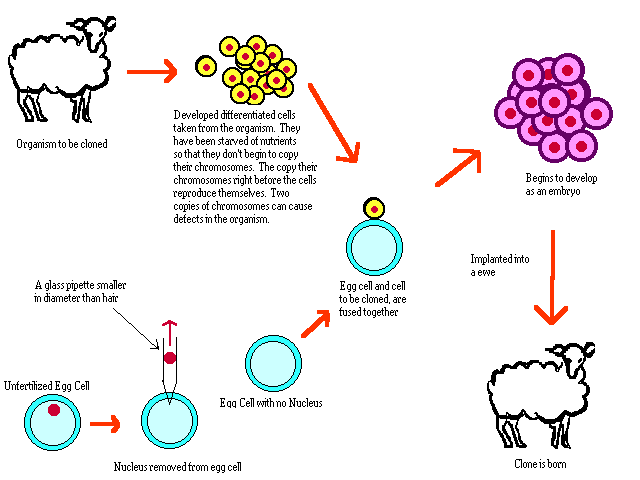 Organism to be cloned
Developed differentiated cells
taken from the organism. They
have been starved of nutrients
so that they don't begin to copy
their chromosomes. The copy their
chromosomes right before the cells
reproduce themselves. Two
copies of chromosomes can cause
defects in the organism.
Begins to develop
as an embryo
Implanted into
a ewe
Egg cell and cell
to be cloned, are
fused together
A glass pipette smaller
in diameter than hair
Unfertilized Egg Cell
Egg Cell with no Nucleus
Nucleus removed from egg cell
Clone is born